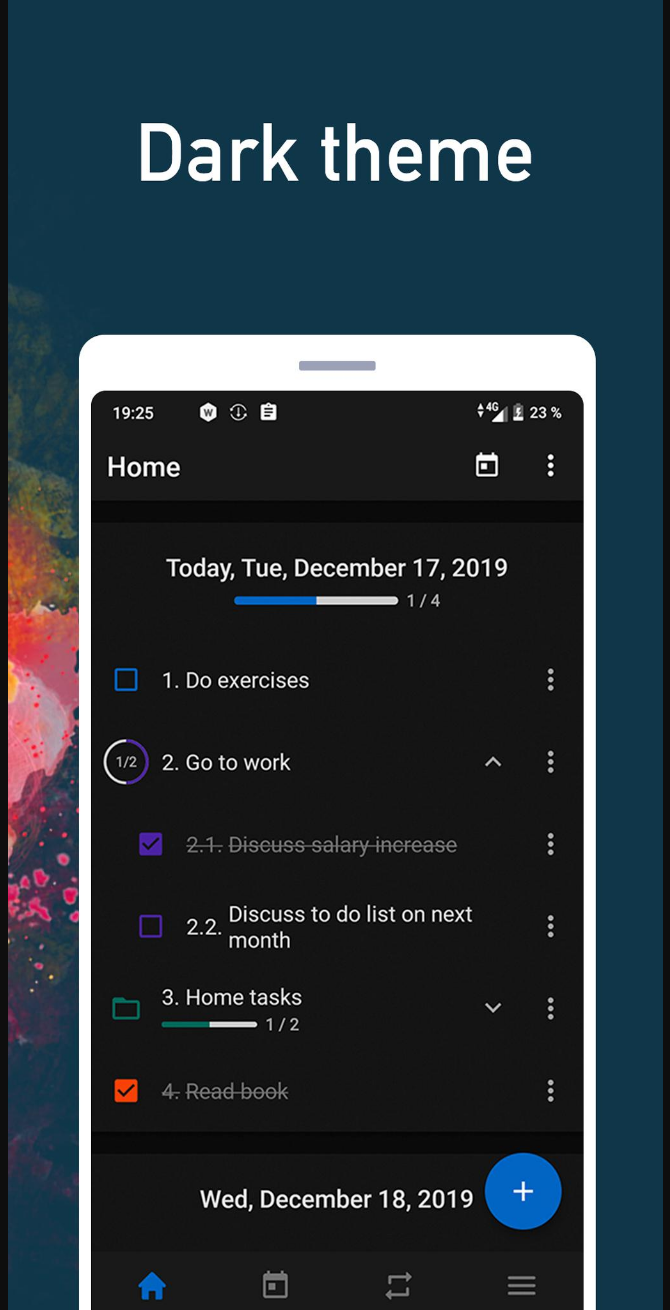 Dark theme
19:25 W 4G 23 %
Home
Today, Tue, December 17, 2019
1 / 4
1. Do exercises
1/2 2. Go to work
2.1. Discuss salary increase
2.2. Discuss to do list on next
month
3. Home tasks
1 / 2
4. Read book
Wed, December 18, 2019
+